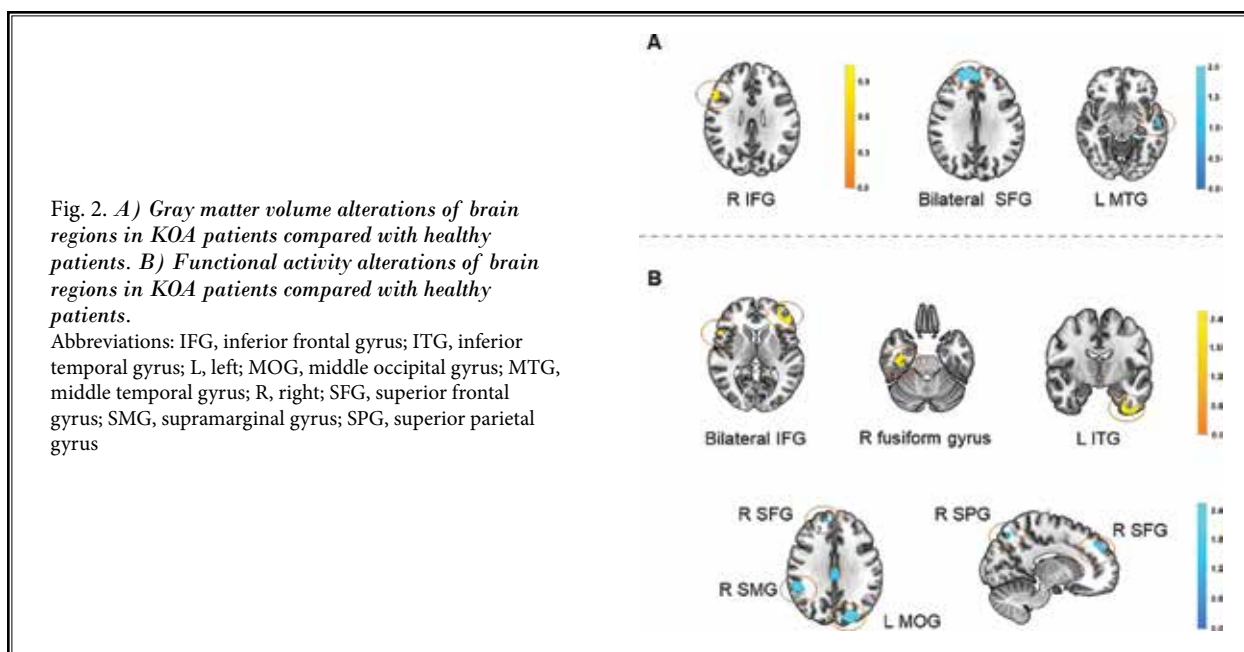 Fig. 2. A) Gray matter volume alterations of brain
regions in KOA patients compared with healthy
patients. B) Functional activity alterations of brain
regions in KOA patients compared with healthy
patients.
Abbreviations: IFG, inferior frontal gyrus; ITG, inferior
temporal gyrus; L, left; MOG, middle occipital gyrus; MTG,
middle temporal gyrus; R, right; SFG, superior frontal
gyrus; SMG, supramarginal gyrus; SPG, superior parietal
gyrus
A
R IFG
Bilateral SFG
L MTG
B
Bilateral IFG
R fusiform gyrus
L ITG
R SFG
R SMG
L MOG
R SPG
R SFG